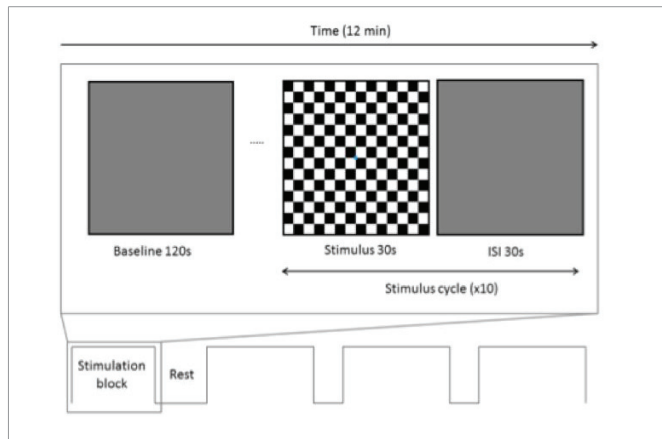 Time (12 min)
.....
Baseline 120s
Stimulus 30s
ISI 30s
Stimulus cycle (x10)
Stimulation
block
Rest